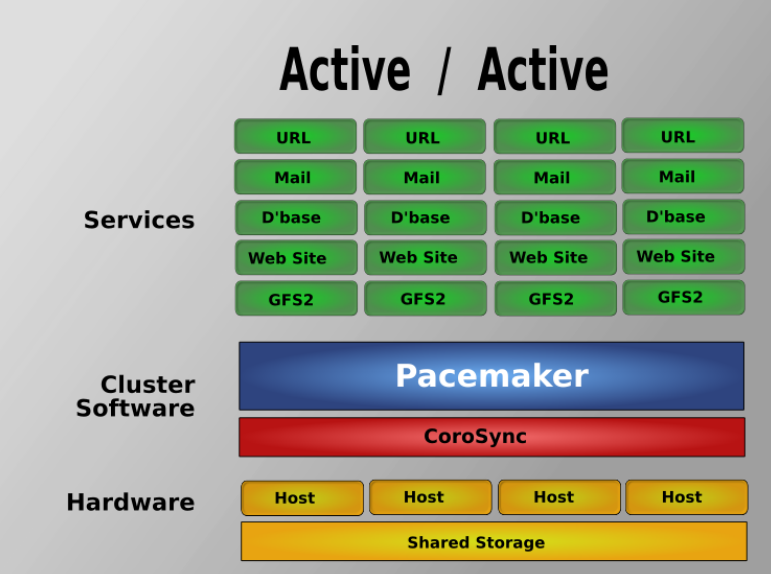 Active / Active
URL URL URL URL
Mail Mail Mail Mail
Services
D'base D'base D'base D'base
Web Site Web Site Web Site Web Site
GFS2 GFS2 GFS2 GFS2
Cluster
Software
Pacemaker
CoroSync
Hardware
Host Host Host Host
Shared Storage